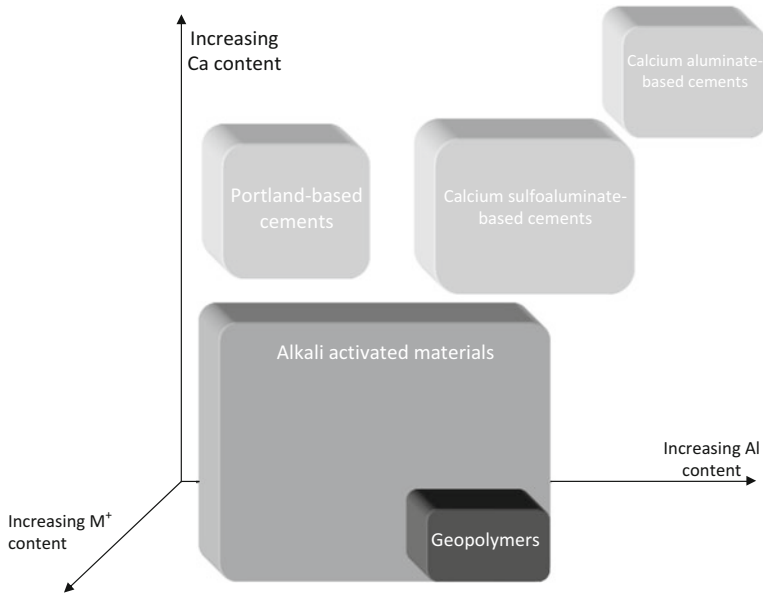 Increasing
Ca content
Calcium aluminate-
based cements
Portland-based
cements
Calcium sulfoaluminate-
based cements
Alkali activated materials
Increasing Al
content
Increasing M⁺
content
Geopolymers